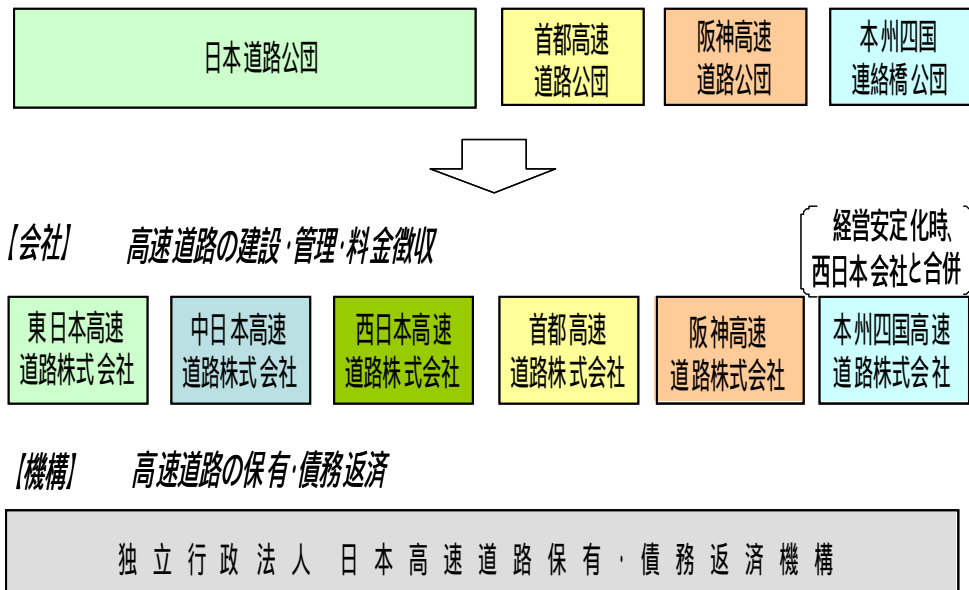 日本道路公団
首都高速
道路公団
阪神高速
道路公団
本州四国
連絡橋公団
経営安定化時、
西日本会社と合併
【会社】 高速道路の建設・管理・料金徴収
東日本高速
道路株式会社
中日本高速
道路株式会社
西日本高速
道路株式会社
首都高速
道路株式会社
阪神高速
道路株式会社
本州四国高速
道路株式会社
【機構】 高速道路の保有・債務返済
独立行政法人 日本高速道路保有・債務返済機構